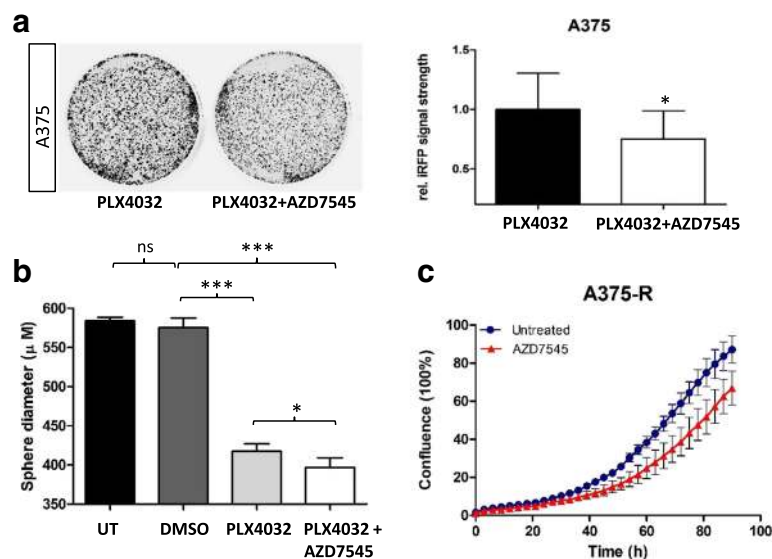 a
A375
PLX4032
PLX4032+AZD7545
A375
rel. iRFP signal strength
1.5
1.0
0.5
*
PLX4032
PLX4032+AZD7545
b
ns
***
***
*
Sphere diameter (μ M)
600
550
500
450
400
350
UT
DMSO
PLX4032
PLX4032 +
AZD7545
c
A375-R
Untreated
AZD7545
Confluence (100%)
100
80
60
40
20
0
0
20
40
60
80
100
Time (h)